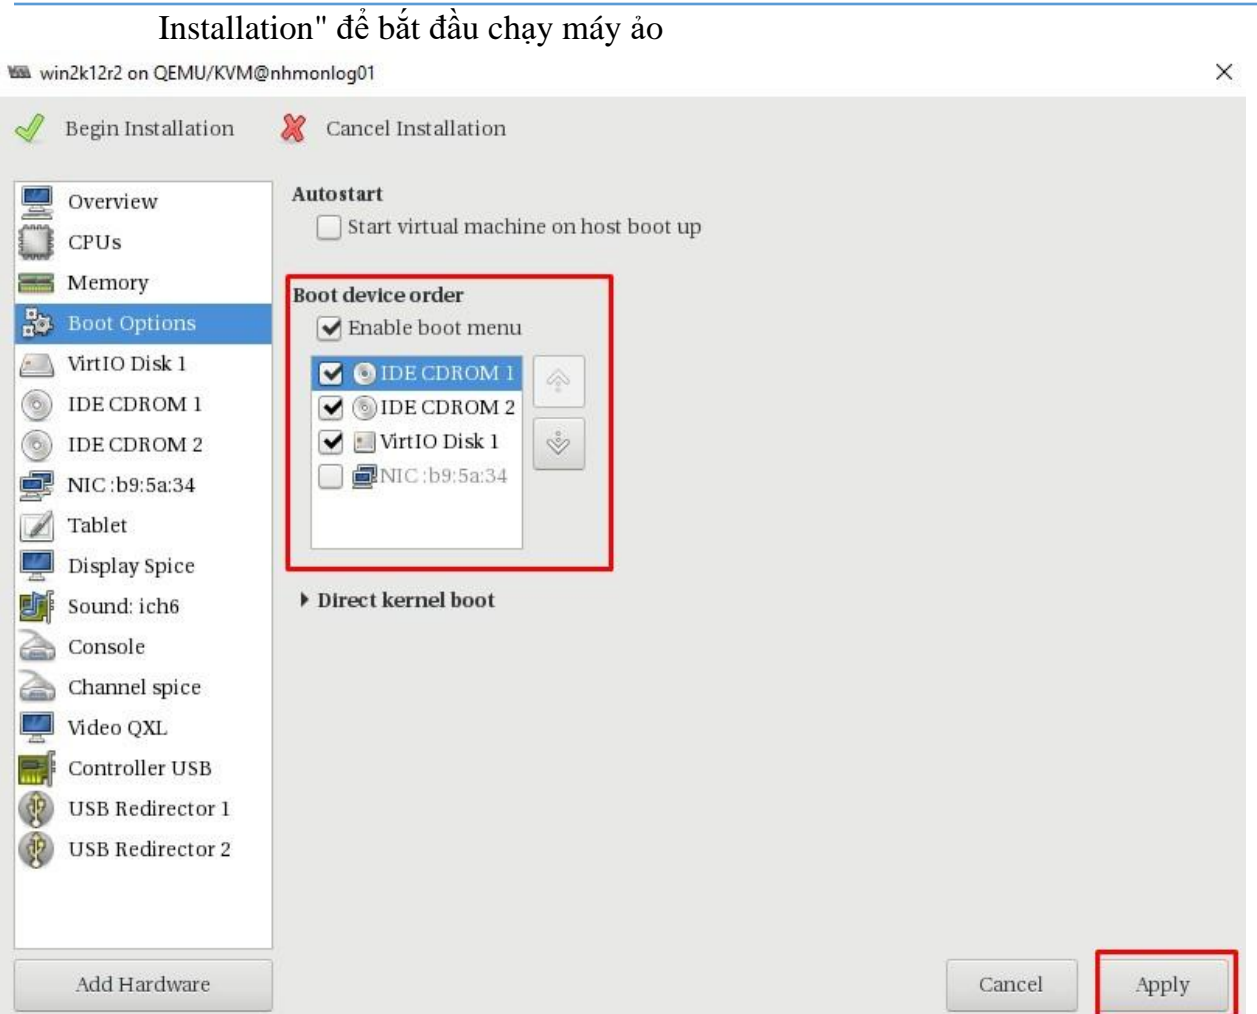 Installation" để bắt đầu chạy máy ảo
win2k12r2 on QEMU/KVM@nhmonlog01
Begin Installation
Cancel Installation
Overview
CPUs
Memory
Boot Options
VirtIO Disk 1
IDE CDROM 1
IDE CDROM 2
NIC :b9:5a:34
Tablet
Display Spice
Sound: ich6
Console
Channel spice
Video QXL
Controller USB
USB Redirector 1
USB Redirector 2
Add Hardware
Autostart
Start virtual machine on host boot up
Boot device order
Enable boot menu
IDE CDROM 1
IDE CDROM 2
VirtIO Disk 1
NIC :b9:5a:34
Direct kernel boot
Cancel
Apply